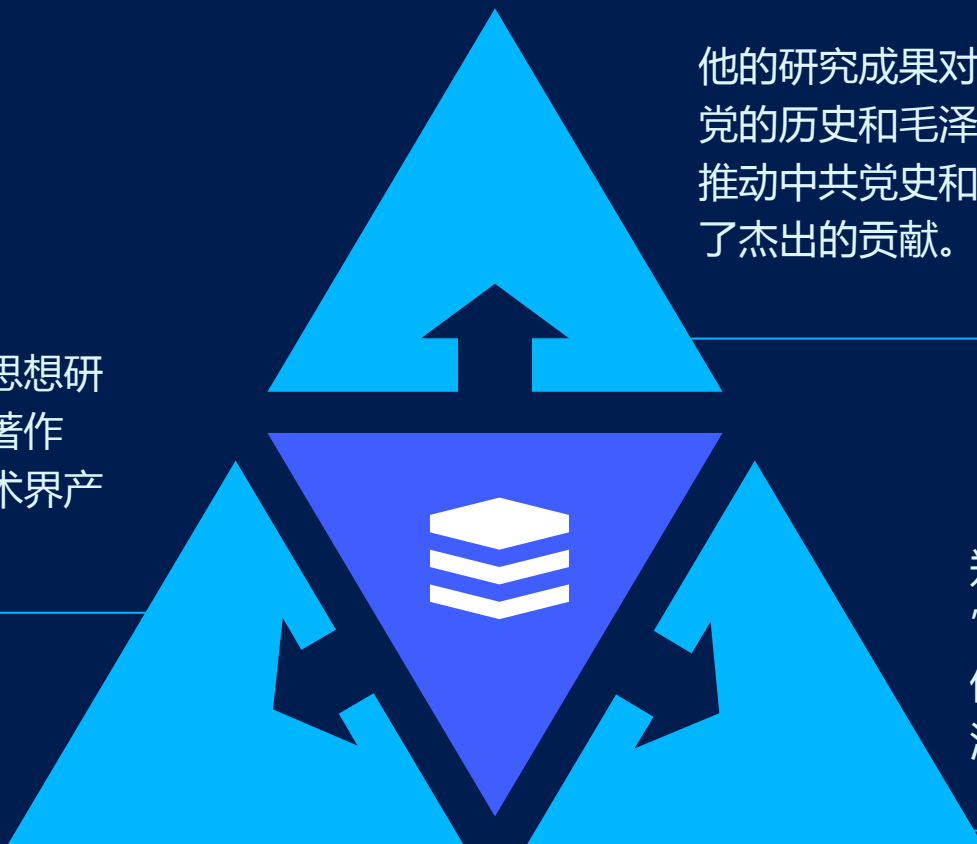 他的研究成果对
党的历史和毛泽
推动中共党史和
了杰出的贡献。
思想研
著作
术界产